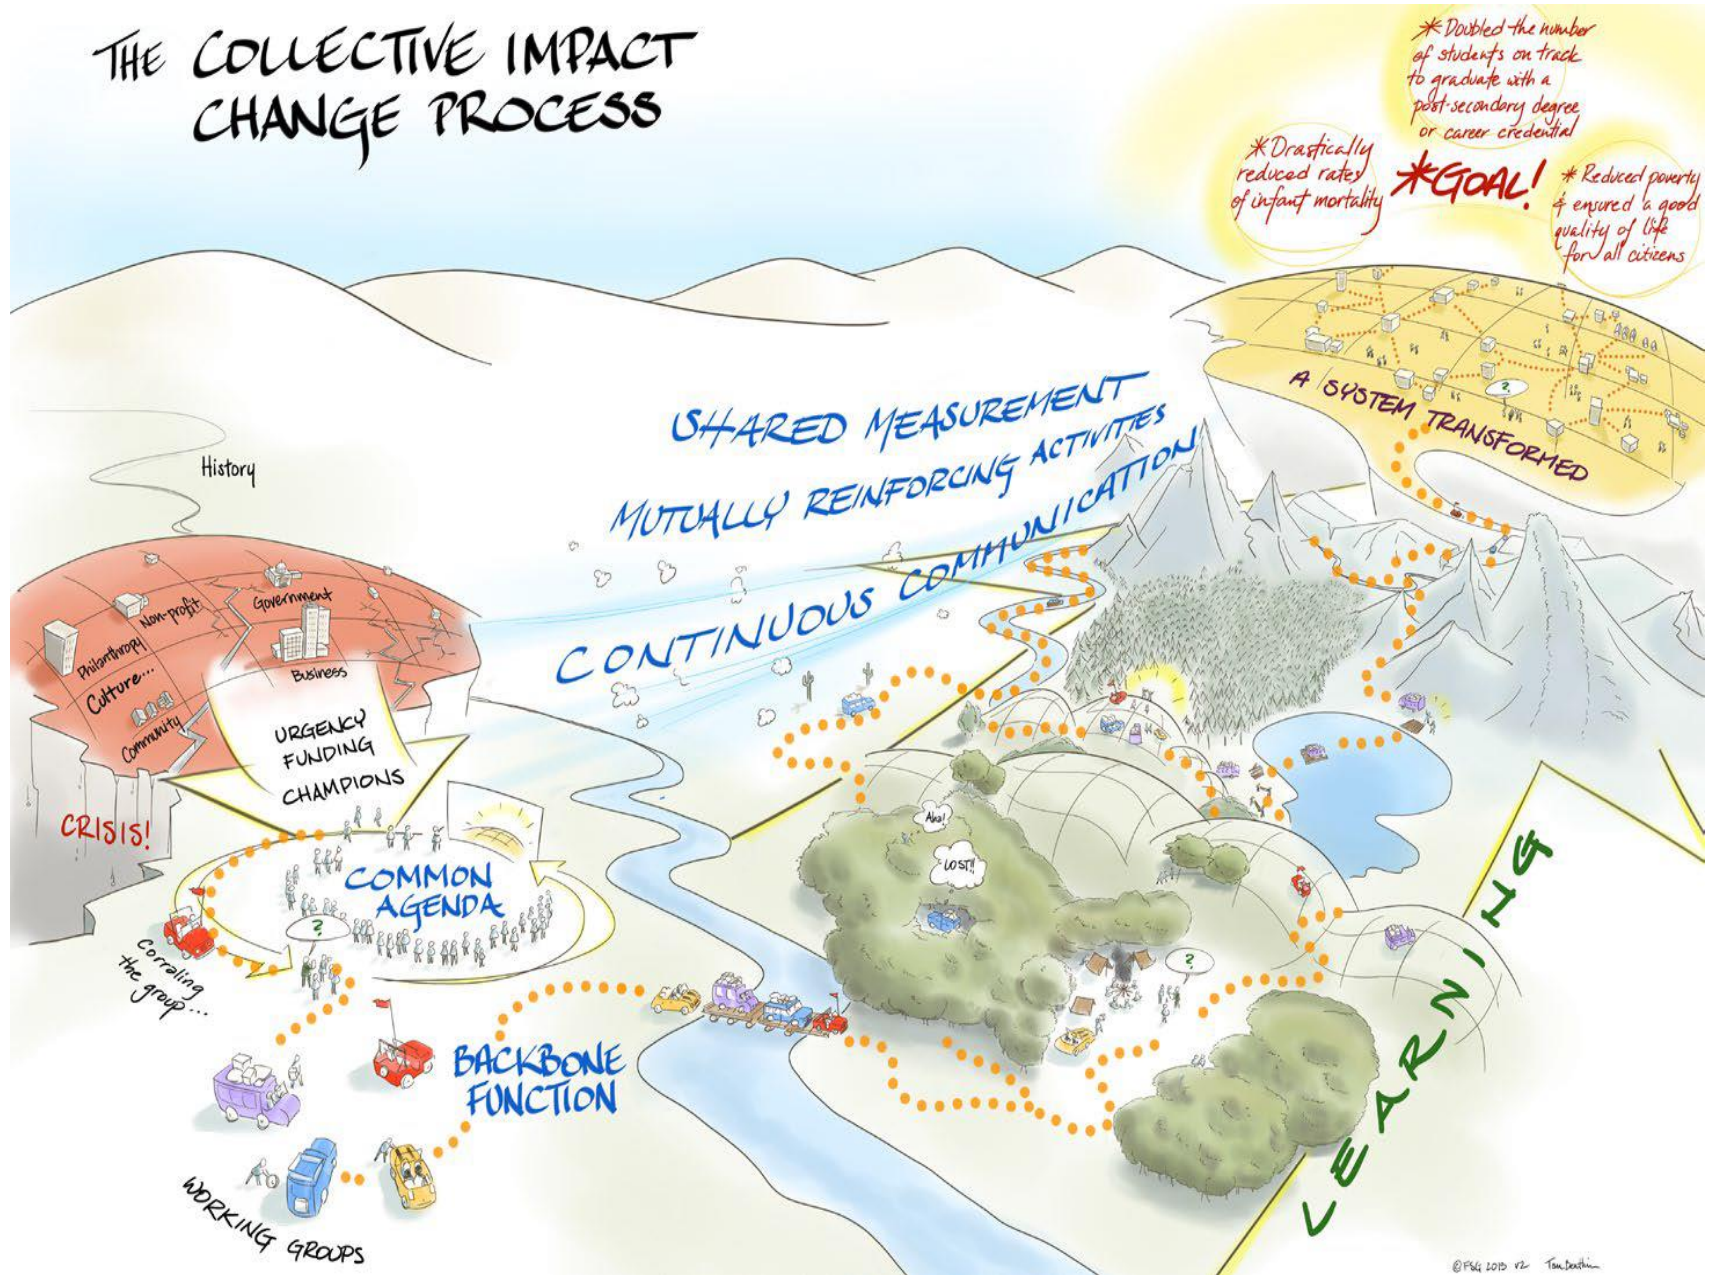 THE COLLECTIVE IMPACT
CHANGE PROCESS
*Doubled the number
of students on track
to graduate with a
post-secondary degree
or career credential
*Drastically
reduced rates
of infant mortality
*GOAL!
* Reduced poverty
& ensured a good
quality of life
for all citizens
A SYSTEM TRANSFORMED
?
SHARED MEASUREMENT
MUTUALLY REINFORCING ACTIVITIES
CONTINUOUS COMMUNICATION
History
Non-profit
Government
Philanthropy
Culture...
Business
Community
URGENCY
FUNDING
CHAMPIONS
CRISIS!
COMMON
AGENDA
?
Corraling
the group...
BACKBONE
FUNCTION
WORKING GROUPS
Aha!
LOST!!
?
LEARNING
© FSG 2013 V2